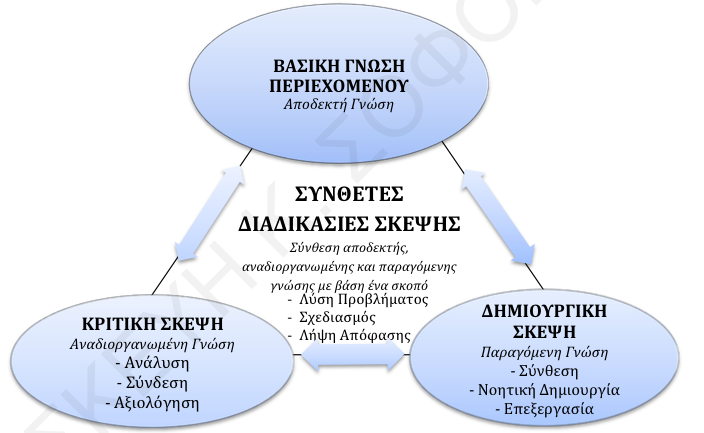 ΒΑΣΙΚΗ ΓΝΩΣΗ
ΠΕΡΙΕΧΟΜΕΝΟΥ
Αποδεκτή Γνώση
ΣΥΝΘΕΤΕΣ
ΔΙΑΔΙΚΑΣΙΕΣ ΣΚΕΨΗΣ
Σύνθεση αποδεκτής,
αναδιοργανωμένης και παραγόμενης
γνώσης με βάση ένα σκοπό
- Λύση Προβλήματος
- Σχεδιασμός
- Λήψη Απόφασης
ΚΡΙΤΙΚΗ ΣΚΕΨΗ
Αναδιοργανωμένη Γνώση
- Ανάλυση
- Σύνδεση
- Αξιολόγηση
ΔΗΜΙΟΥΡΓΙΚΗ
ΣΚΕΨΗ
Παραγόμενη Γνώση
- Σύνθεση
- Νοητική Δημιουργία
- Επεξεργασία